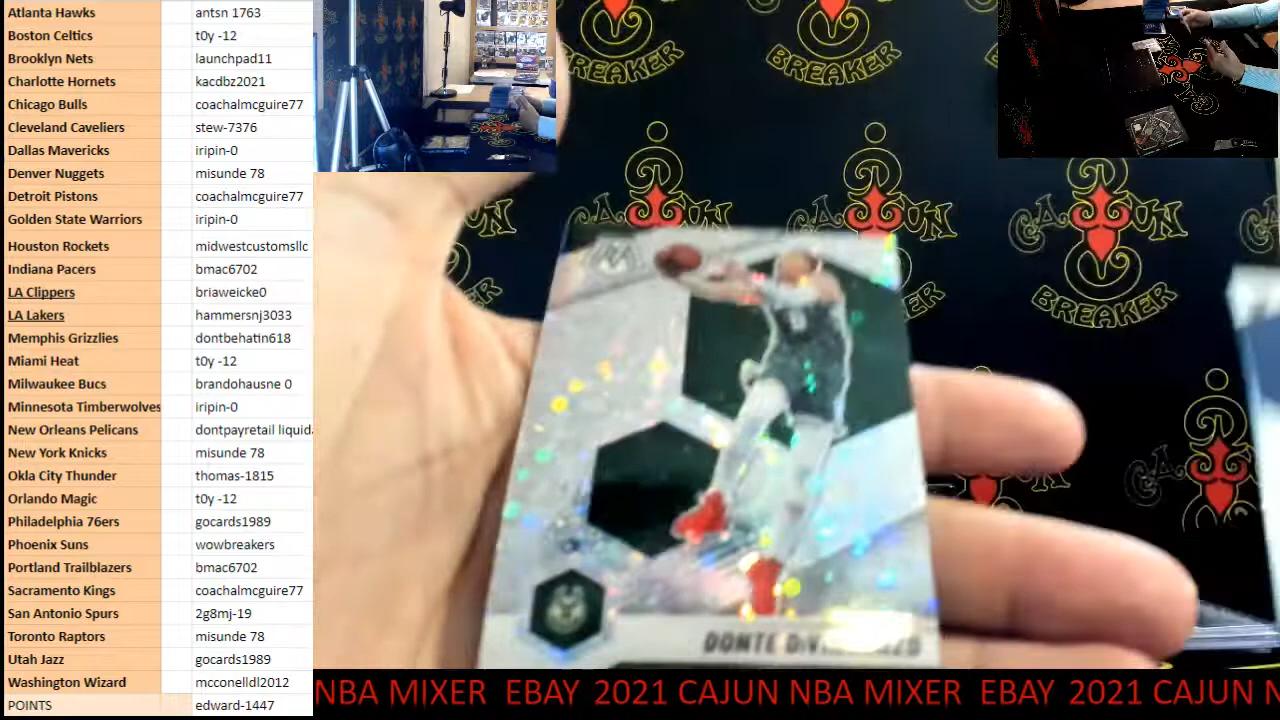 Atlanta Hawks antsn 1763
Boston Celtics t0y -12
Brooklyn Nets launchpad11
Charlotte Hornets kacdbz2021
Chicago Bulls coachalmcguire77
Cleveland Caveliers stew-7376
Dallas Mavericks iripin-0
Denver Nuggets misunde 78
Detroit Pistons coachalmcguire77
Golden State Warriors iripin-0
Houston Rockets midwestcustomsllc
Indiana Pacers bmac6702
LA Clippers briaweicke0
LA Lakers hammersnj3033
Memphis Grizzlies dontbehatin618
Miami Heat t0y -12
Milwaukee Bucs brandohausne 0
Minnesota Timberwolves iripin-0
New Orleans Pelicans dontpayretail liquid
New York Knicks misunde 78
Okla City Thunder thomas-1815
Orlando Magic t0y -12
Philadelphia 76ers gocards1989
Phoenix Suns wowbreakers
Portland Trailblazers bmac6702
Sacramento Kings coachalmcguire77
San Antonio Spurs 2g8mj-19
Toronto Raptors misunde 78
Utah Jazz gocards1989
Washington Wizard mcconelldl2012
POINTS edward-1447
BREAKER
BREAKER
CAJUN
CAJUN
CAJUN
BREAKER
DONTE
NBA MIXER EBAY 2021 CAJUN NBA MIXER EBAY 2021 CAJUN N